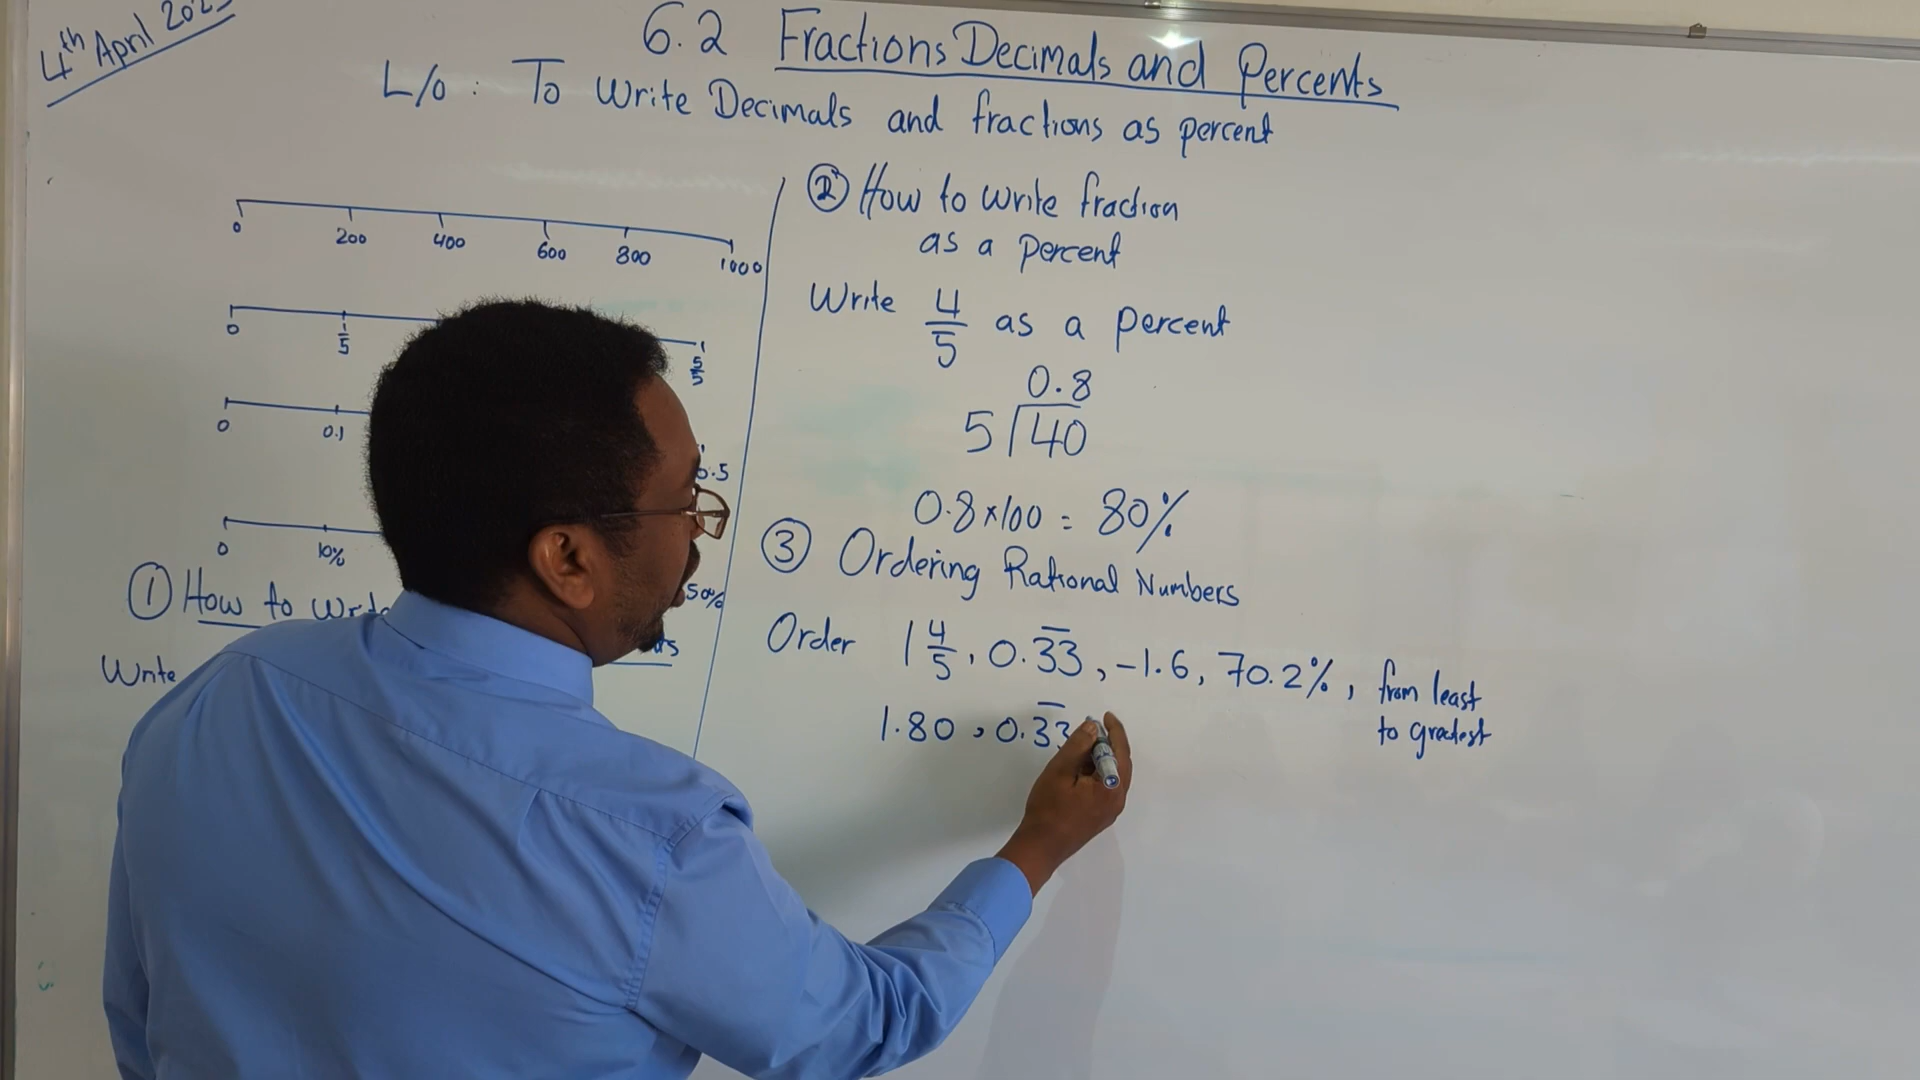 4th April
6.2 Fractions Decimals and Percents
L/o : To Write Decimals and fractions as percent
0 200 400 600 800 1000
0 1/5 5/5
0 0.1 0.5
0 10% 50%
① How to Write
Write
② How to write fraction
as a percent
Write 4/5 as a percent
0.8
5 40
0.8 × 100 = 80%
③ Ordering Rational Numbers
Order 1 4/5, 0.3̅3̅, -1.6, 70.2%, from least
to greatest
1.80, 0.3̅3̅